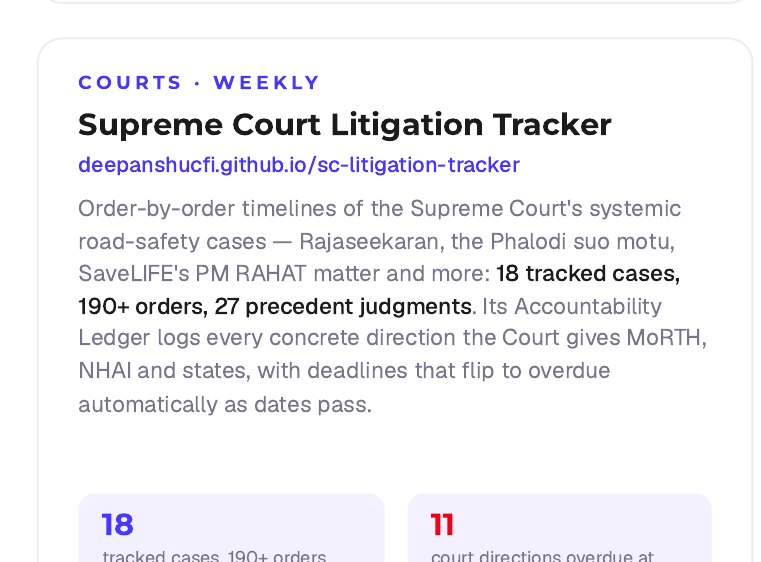 COURTS · WEEKLY
Supreme Court Litigation Tracker
deepanshucfi.github.io/sc-litigation-tracker
Order-by-order timelines of the Supreme Court's systemic
road-safety cases — Rajaseekaran, the Phalodi suo motu,
SaveLIFE's PM RAHAT matter and more: 18 tracked cases,
190+ orders, 27 precedent judgments. Its Accountability
Ledger logs every concrete direction the Court gives MoRTH,
NHAI and states, with deadlines that flip to overdue
automatically as dates pass.
18
tracked cases, 190+ orders
11
court directions overdue at